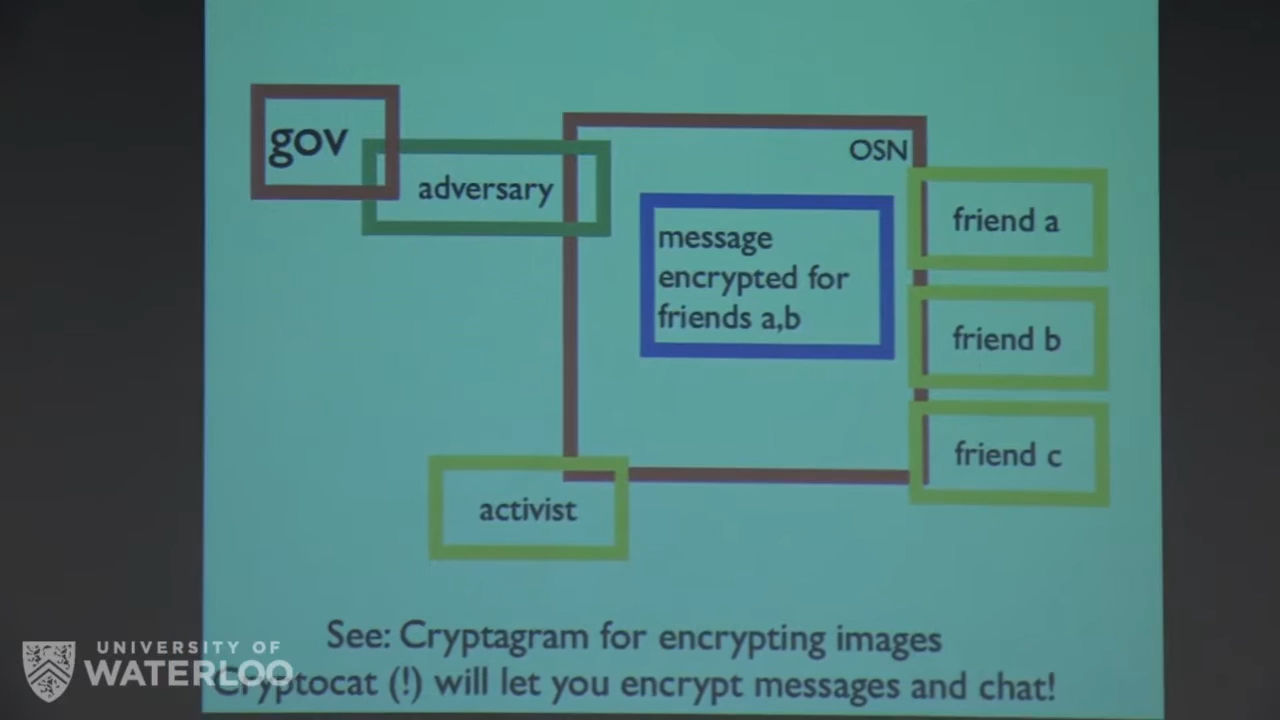 gov
adversary
OSN
message
encrypted for
friends a,b
friend a
friend b
friend c
activist
See: Cryptagram for encrypting images
Cryptocat (!) will let you encrypt messages and chat!
UNIVERSITY OF
WATERLOO